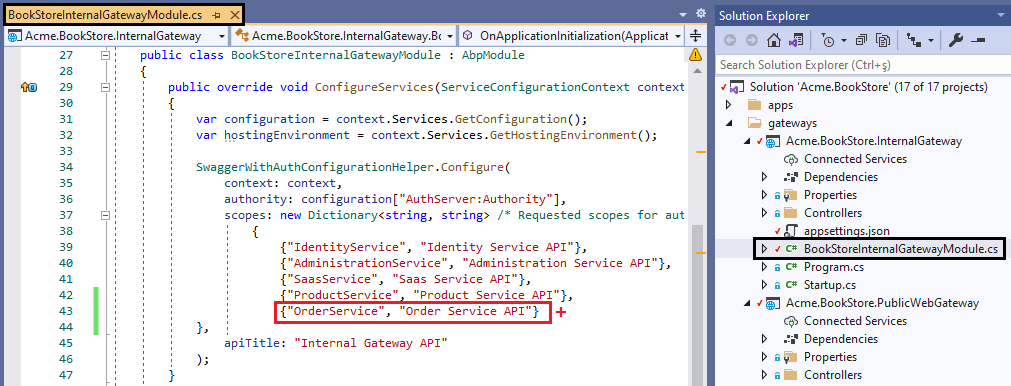 BookStoreInternalGatewayModule.cs
Acme.BookStore.InternalGateway
Acme.BookStore.InternalGateway.Bo
OnApplicationInitialization(Applicat
27 public class BookStoreInternalGatewayModule : AbpModule
28 {
29 public override void ConfigureServices(ServiceConfigurationContext context
30 {
31 var configuration = context.Services.GetConfiguration();
32 var hostingEnvironment = context.Services.GetHostingEnvironment();
33
34 SwaggerWithAuthConfigurationHelper.Configure(
35 context: context,
36 authority: configuration["AuthServer:Authority"],
37 scopes: new Dictionary<string, string> /* Requested scopes for aut
38 {
39 {"IdentityService", "Identity Service API"},
40 {"AdministrationService", "Administration Service API"},
41 {"SaasService", "Saas Service API"},
42 {"ProductService", "Product Service API"},
43 {"OrderService", "Order Service API"} +
44 },
45 apiTitle: "Internal Gateway API"
46 );
47 }
Solution Explorer
Search Solution Explorer (Ctrl+ş)
Solution 'Acme.BookStore' (17 of 17 projects)
apps
gateways
Acme.BookStore.InternalGateway
Connected Services
Dependencies
Properties
Controllers
appsettings.json
C# BookStoreInternalGatewayModule.cs
C# Program.cs
C# Startup.cs
Acme.BookStore.PublicWebGateway
Connected Services
Dependencies
Properties
Controllers